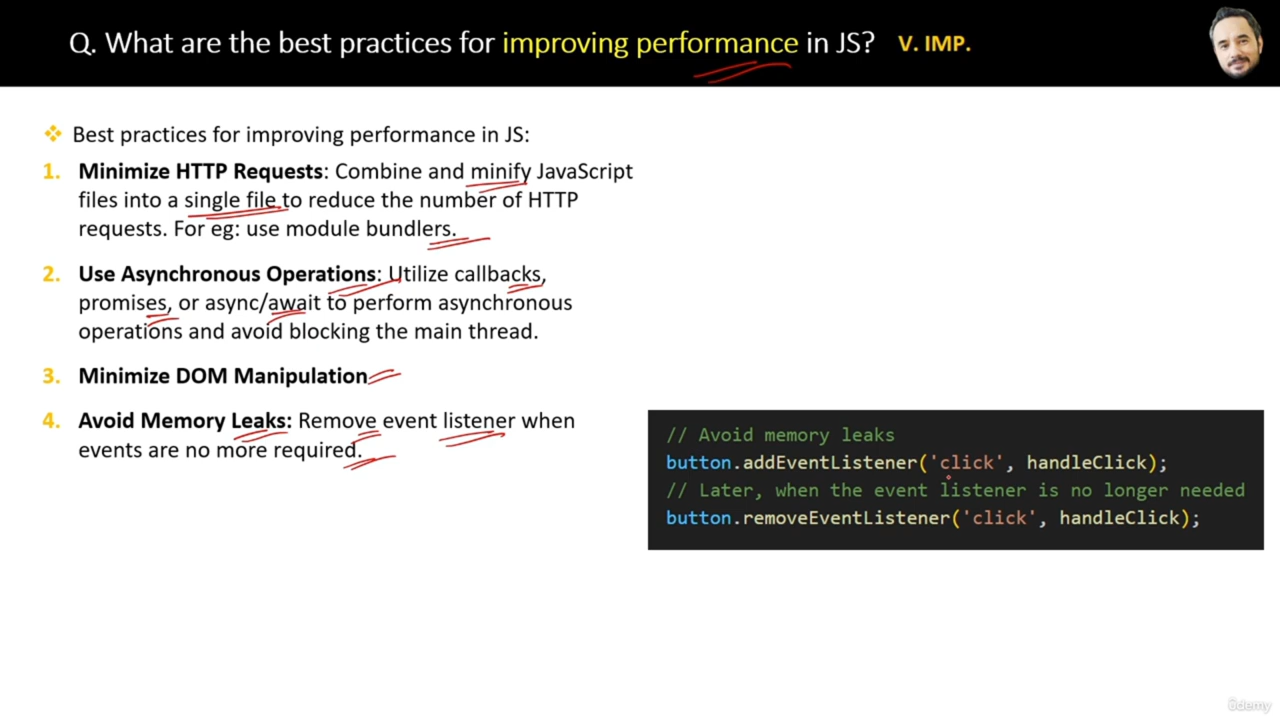 Q. What are the best practices for improving performance in JS? V. IMP.
❖ Best practices for improving performance in JS:
1. Minimize HTTP Requests: Combine and minify JavaScript
files into a single file to reduce the number of HTTP
requests. For eg: use module bundlers.
2. Use Asynchronous Operations: Utilize callbacks,
promises, or async/await to perform asynchronous
operations and avoid blocking the main thread.
3. Minimize DOM Manipulation
4. Avoid Memory Leaks: Remove event listener when
events are no more required.
// Avoid memory leaks
button.addEventListener('click', handleClick);
// Later, when the event listener is no longer needed
button.removeEventListener('click', handleClick);
ûdemy